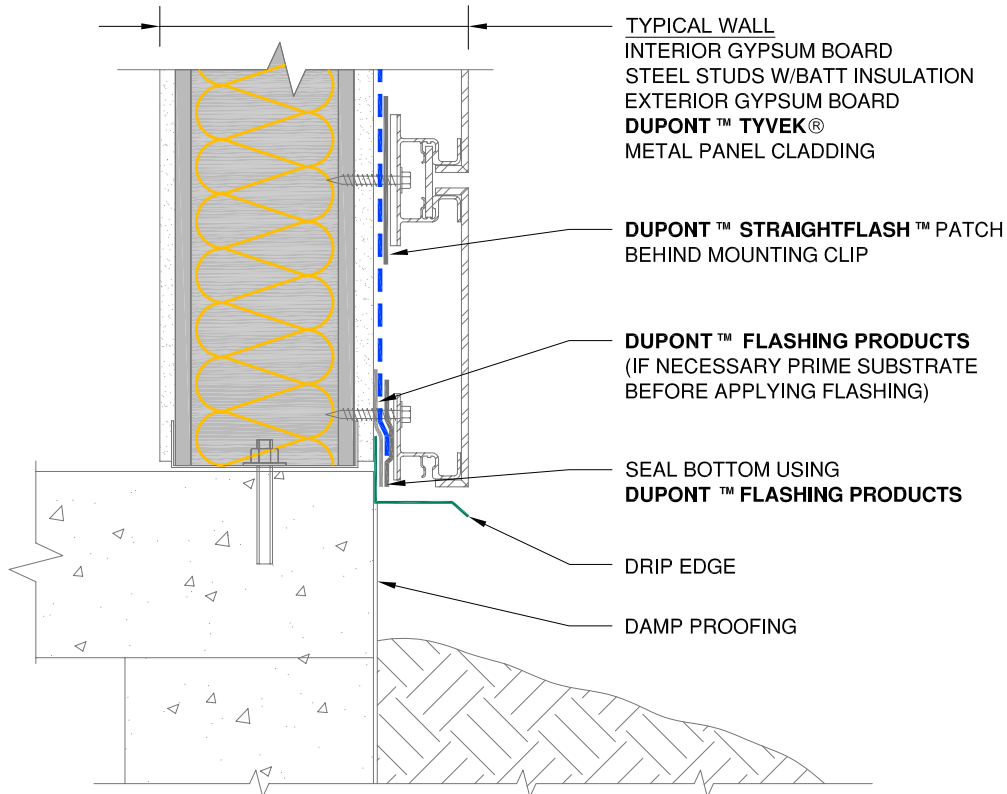 TYPICAL WALL
INTERIOR GYPSUM BOARD
STEEL STUDS W/BATT INSULATION
EXTERIOR GYPSUM BOARD
DUPONT ™ TYVEK®
METAL PANEL CLADDING
DUPONT ™ STRAIGHTFLASH ™ PATCH
BEHIND MOUNTING CLIP
DUPONT ™ FLASHING PRODUCTS
(IF NECESSARY PRIME SUBSTRATE
BEFORE APPLYING FLASHING)
SEAL BOTTOM USING
DUPONT ™ FLASHING PRODUCTS
DRIP EDGE
DAMP PROOFING